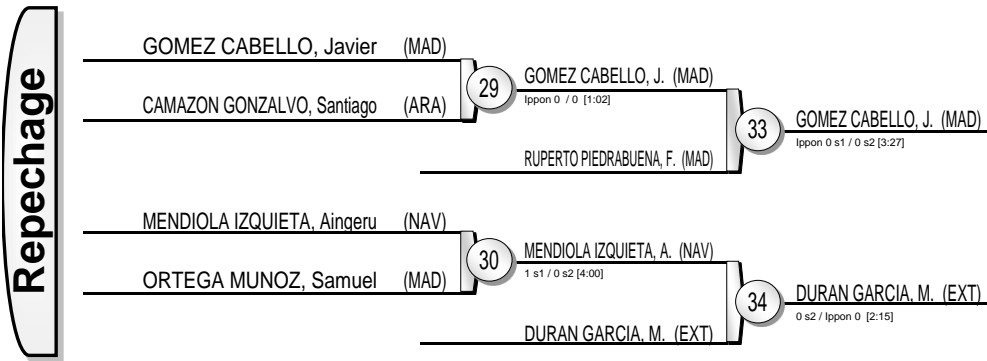 Repechage
GOMEZ CABELLO, Javier (MAD)
CAMAZON GONZALVO, Santiago (ARA)
29
GOMEZ CABELLO, J. (MAD)
Ippon 0 / 0 [1:02]
RUPERTO PIEDRABUENA, F. (MAD)
33
GOMEZ CABELLO, J. (MAD)
Ippon 0 s1 / 0 s2 [3:27]
MENDIOLA IZQUIETA, Aingeru (NAV)
ORTEGA MUNOZ, Samuel (MAD)
30
MENDIOLA IZQUIETA, A. (NAV)
1 s1 / 0 s2 [4:00]
DURAN GARCIA, M. (EXT)
34
DURAN GARCIA, M. (EXT)
0 s2 / Ippon 0 [2:15]